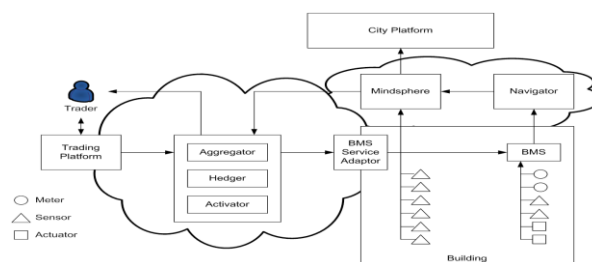 City Platform
Mindsphere
Navigator
Trader
Trading
Platform
Aggregator
Hedger
Activator
BMS
Service
Adaptor
BMS
Meter
Sensor
Actuator
Building